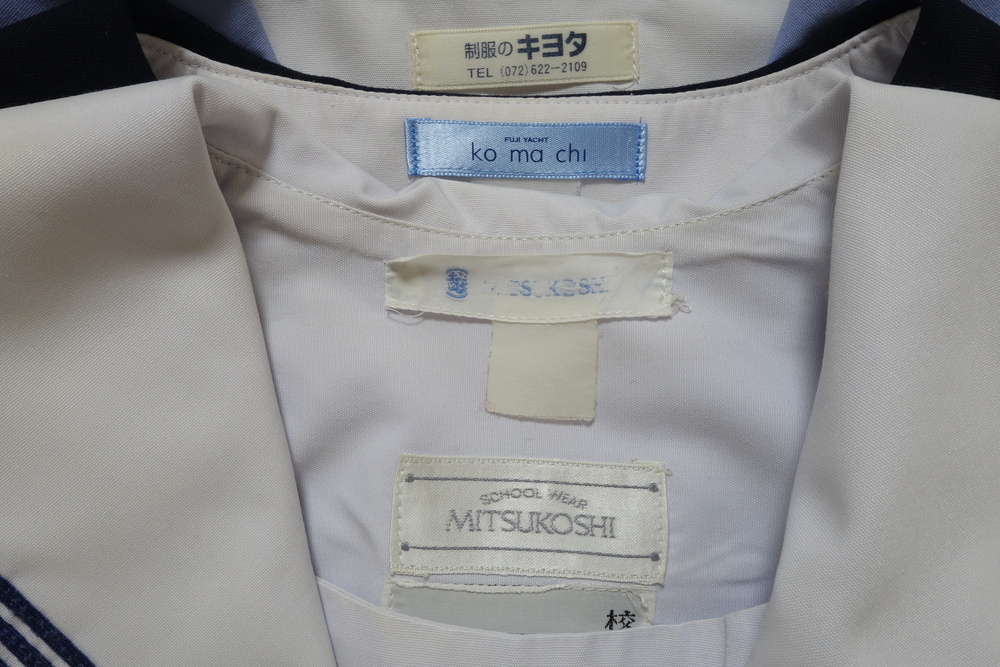 制服のキヨタ
TEL (072)622-2109
FUJI YACHT
ko ma chi
SCHOOL WEAR
MITSUKOSHI
校